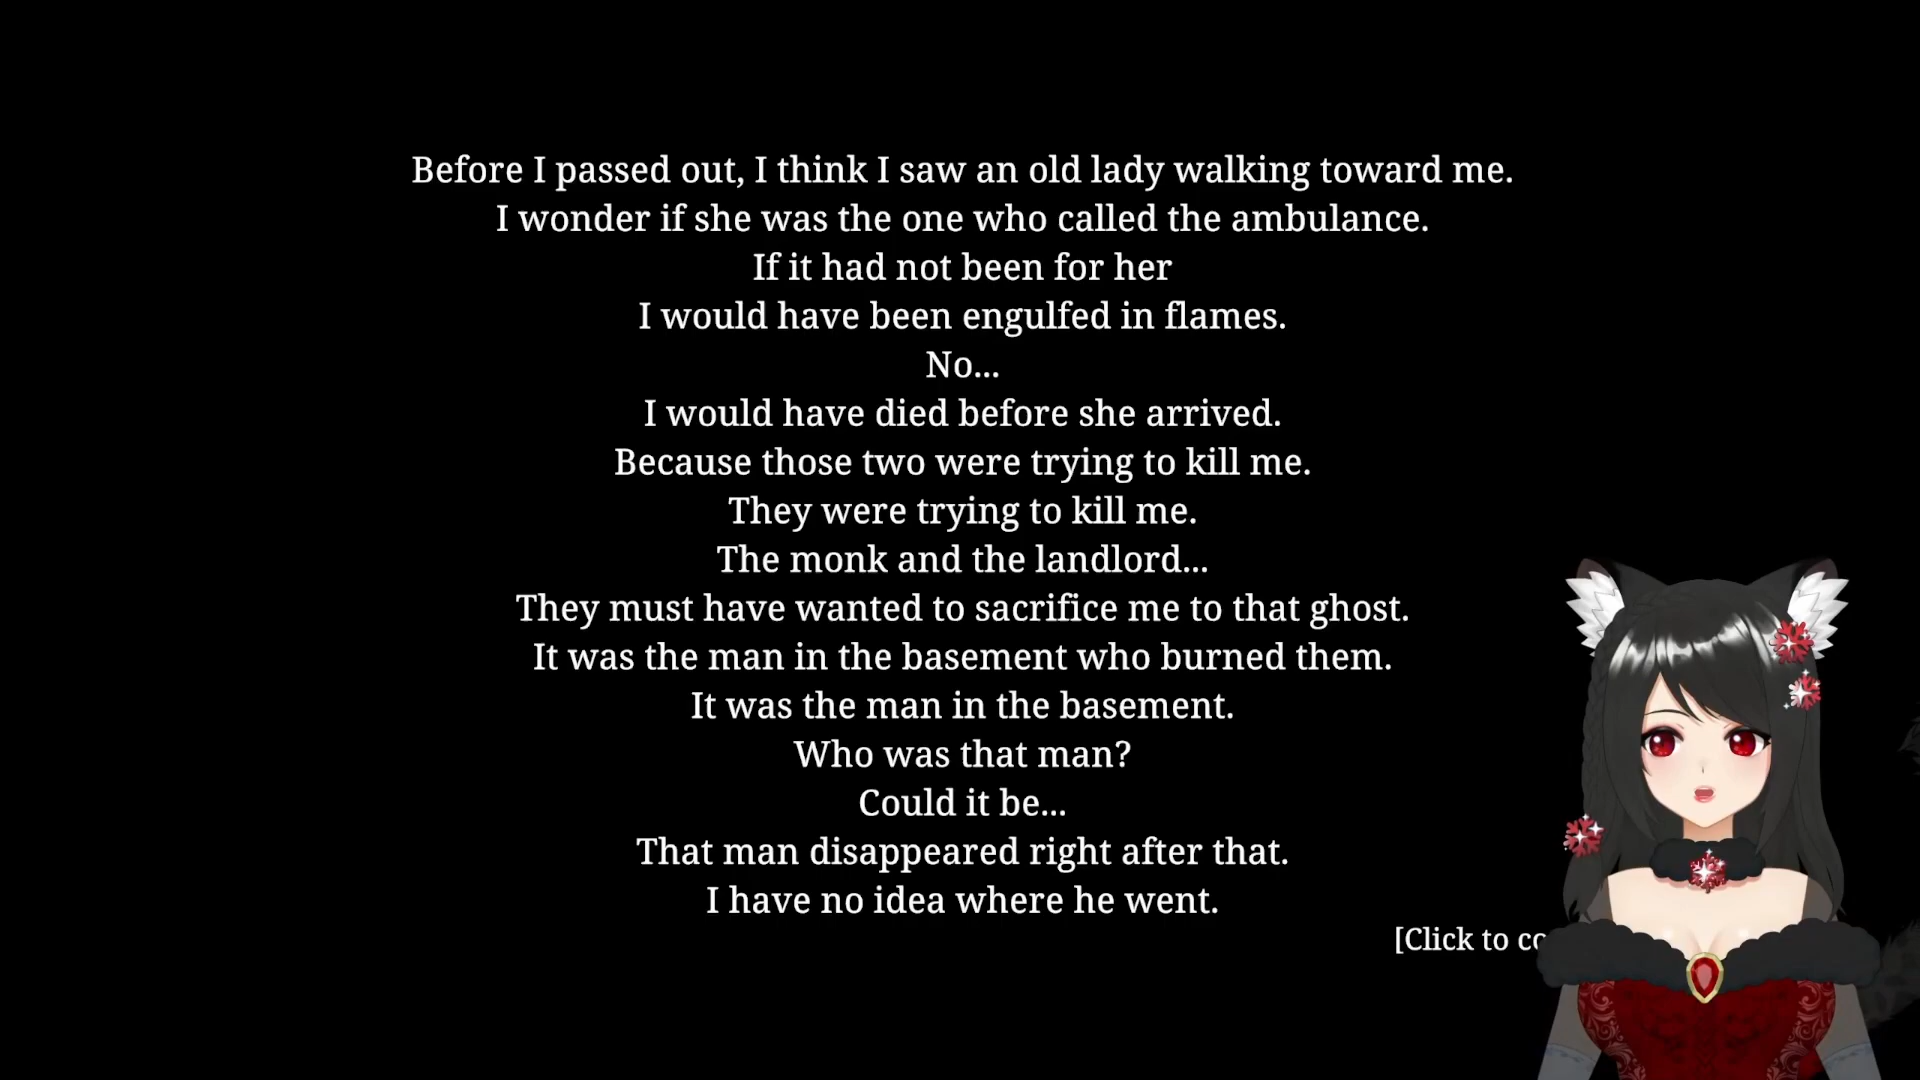 Before I passed out, I think I saw an old lady walking toward me.
I wonder if she was the one who called the ambulance.
If it had not been for her
I would have been engulfed in flames.
No...
I would have died before she arrived.
Because those two were trying to kill me.
They were trying to kill me.
The monk and the landlord...
They must have wanted to sacrifice me to that ghost.
It was the man in the basement who burned them.
It was the man in the basement.
Who was that man?
Could it be...
That man disappeared right after that.
I have no idea where he went.
[Click to